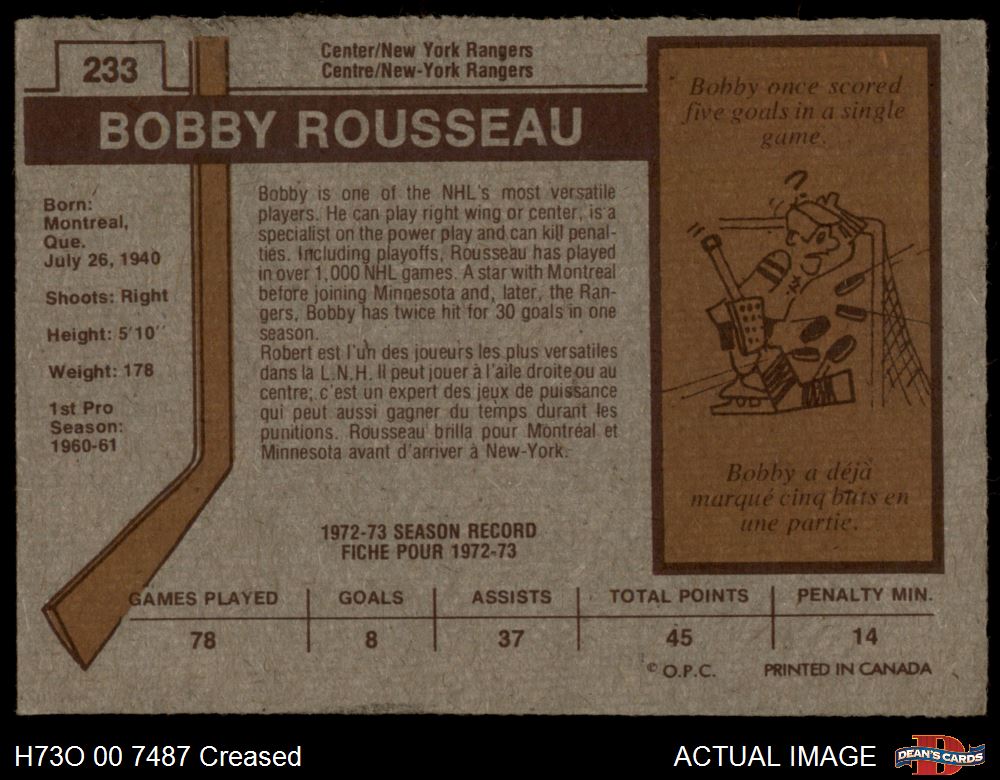 233
Center/New York Rangers
Centre/New-York Rangers
BOBBY ROUSSEAU
Born:
Montreal,
Que.
July 26, 1940
Shoots: Right
Height: 5'10''
Weight: 178
1st Pro
Season:
1960-61
Bobby is one of the NHL's most versatile
players. He can play right wing or center, is a
specialist on the power play and can kill penal-
ties. Including playoffs, Rousseau has played
in over 1,000 NHL games. A star with Montreal
before joining Minnesota and, later, the Ran-
gers, Bobby has twice hit for 30 goals in one
season.
Robert est l'un des joueurs les plus versatiles
dans la L.N.H. Il peut jouer à l'aile droite ou au
centre; c'est un expert des jeux de puissance
qui peut aussi gagner du temps durant les
punitions. Rousseau brilla pour Montréal et
Minnesota avant d'arriver à New-York.
Bobby once scored
five goals in a single
game.
?
Bobby a déjà
marqué cinq buts en
une partie.
1972-73 SEASON RECORD
FICHE POUR 1972-73
GAMES PLAYED GOALS ASSISTS TOTAL POINTS PENALTY MIN.
78 8 37 45 14
© O.P.C. PRINTED IN CANADA
H73O 00 7487 Creased
ACTUAL IMAGE
D
DEAN'S CARDS